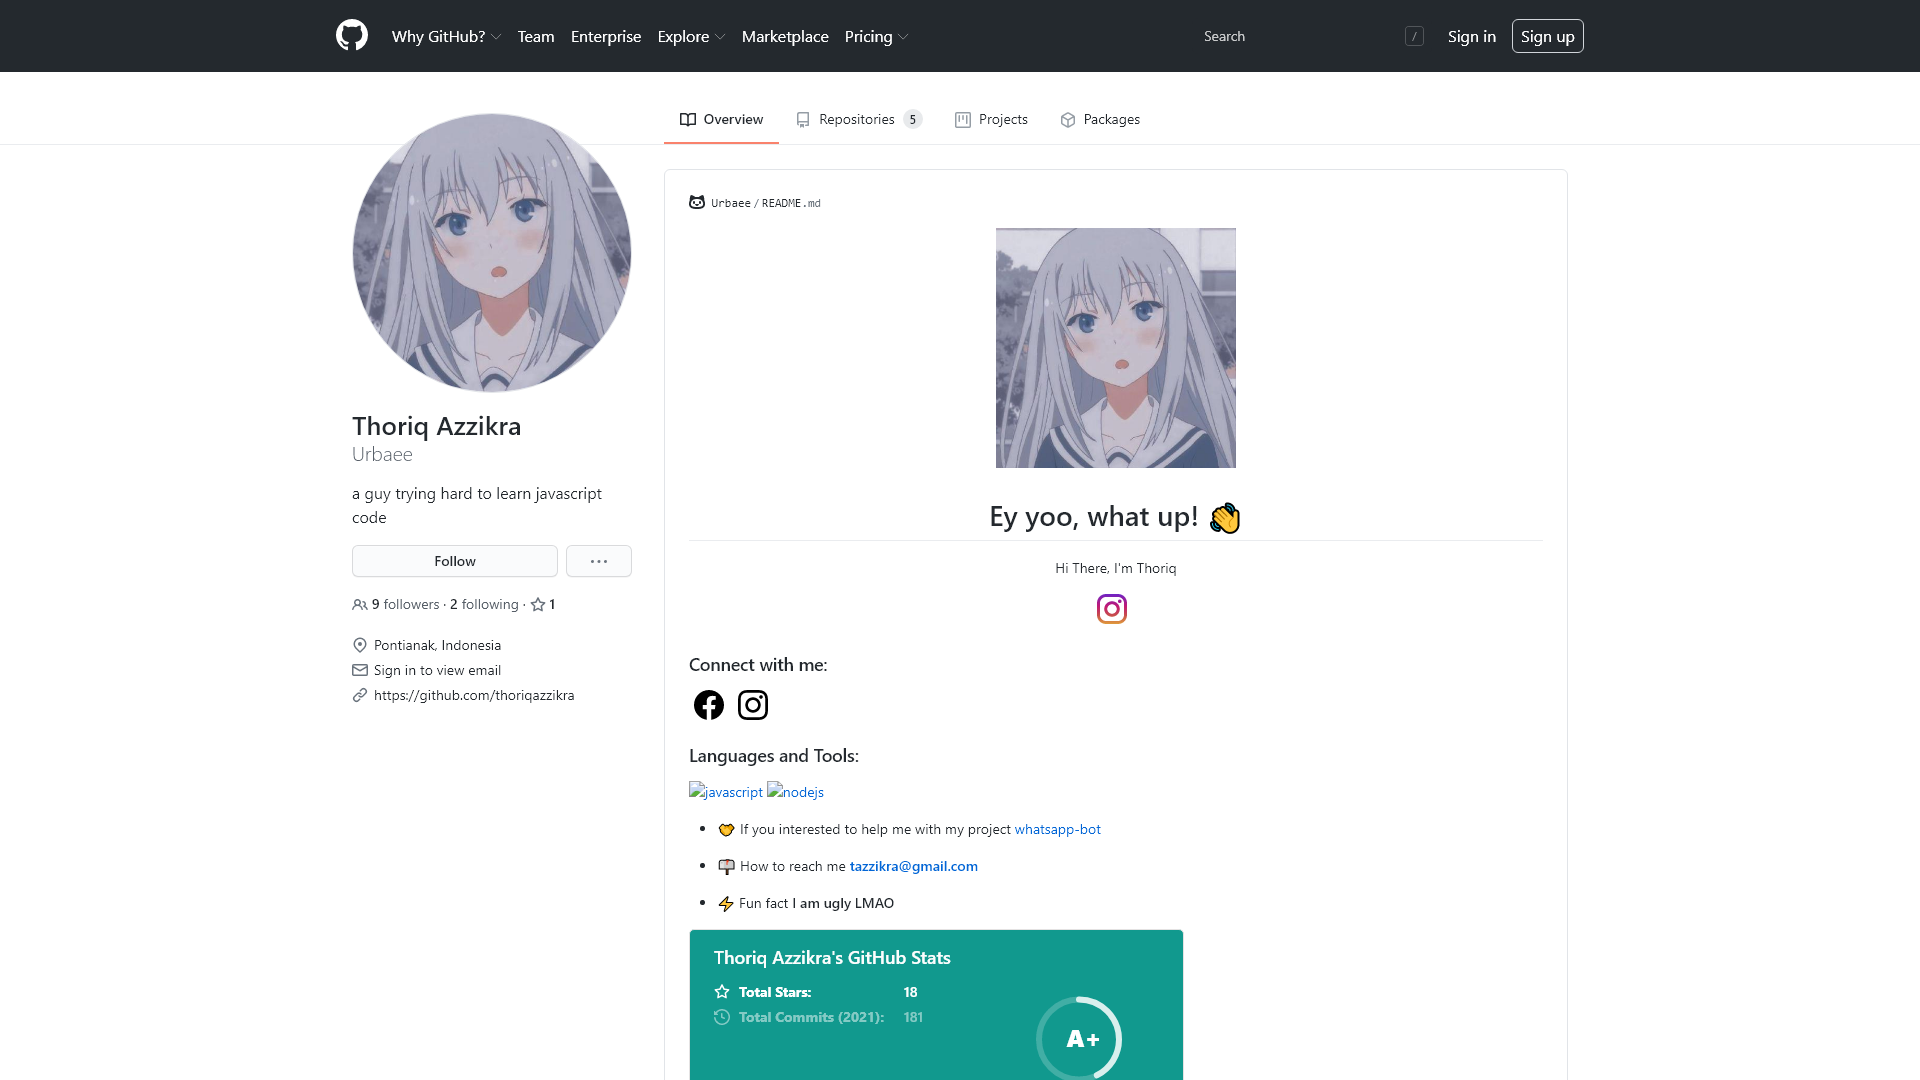 Why GitHub? Team Enterprise Explore Marketplace Pricing Search / Sign in Sign up
Overview Repositories 5 Projects Packages
Thoriq Azzikra
Urbaee
a guy trying hard to learn javascript
code
Follow ...
9 followers · 2 following · 1
Pontianak, Indonesia
Sign in to view email
https://github.com/thoriqazzikra
Urbaee / README.md
Ey yoo, what up! 👋
Hi There, I'm Thoriq
Connect with me:
Languages and Tools:
javascript nodejs
If you interested to help me with my project whatsapp-bot
How to reach me tazzikra@gmail.com
Fun fact I am ugly LMAO
Thoriq Azzikra's GitHub Stats
Total Stars: 18
Total Commits (2021): 181
A+